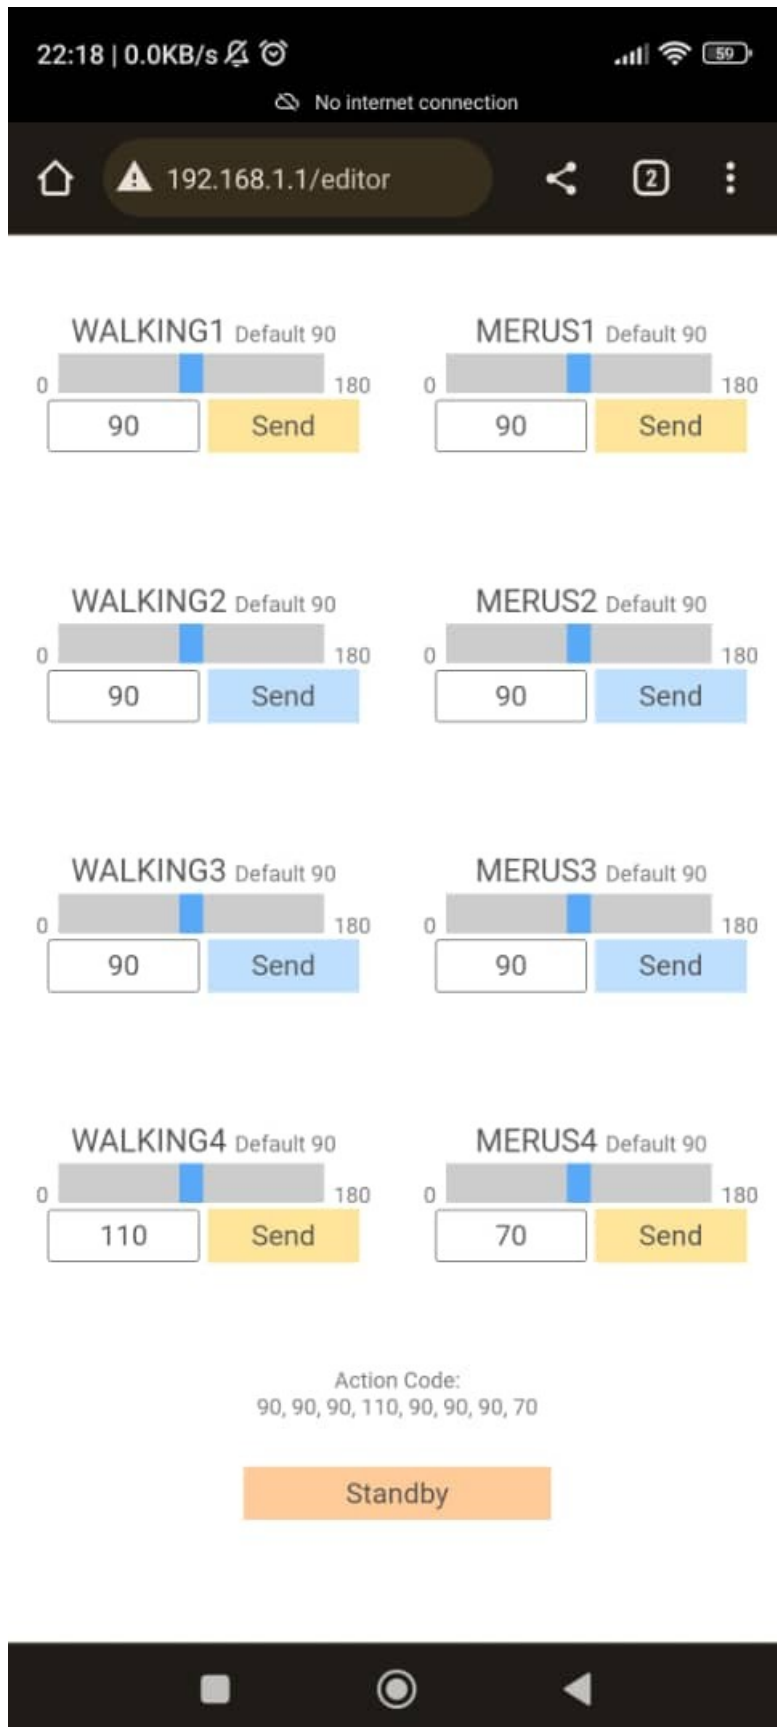 22:18 | 0.0KB/s 59
No internet connection
192.168.1.1/editor 2
WALKING1 Default 90 MERUS1 Default 90
0 180 0 180
90 Send 90 Send
WALKING2 Default 90 MERUS2 Default 90
0 180 0 180
90 Send 90 Send
WALKING3 Default 90 MERUS3 Default 90
0 180 0 180
90 Send 90 Send
WALKING4 Default 90 MERUS4 Default 90
0 180 0 180
110 Send 70 Send
Action Code:
90, 90, 90, 110, 90, 90, 90, 70
Standby